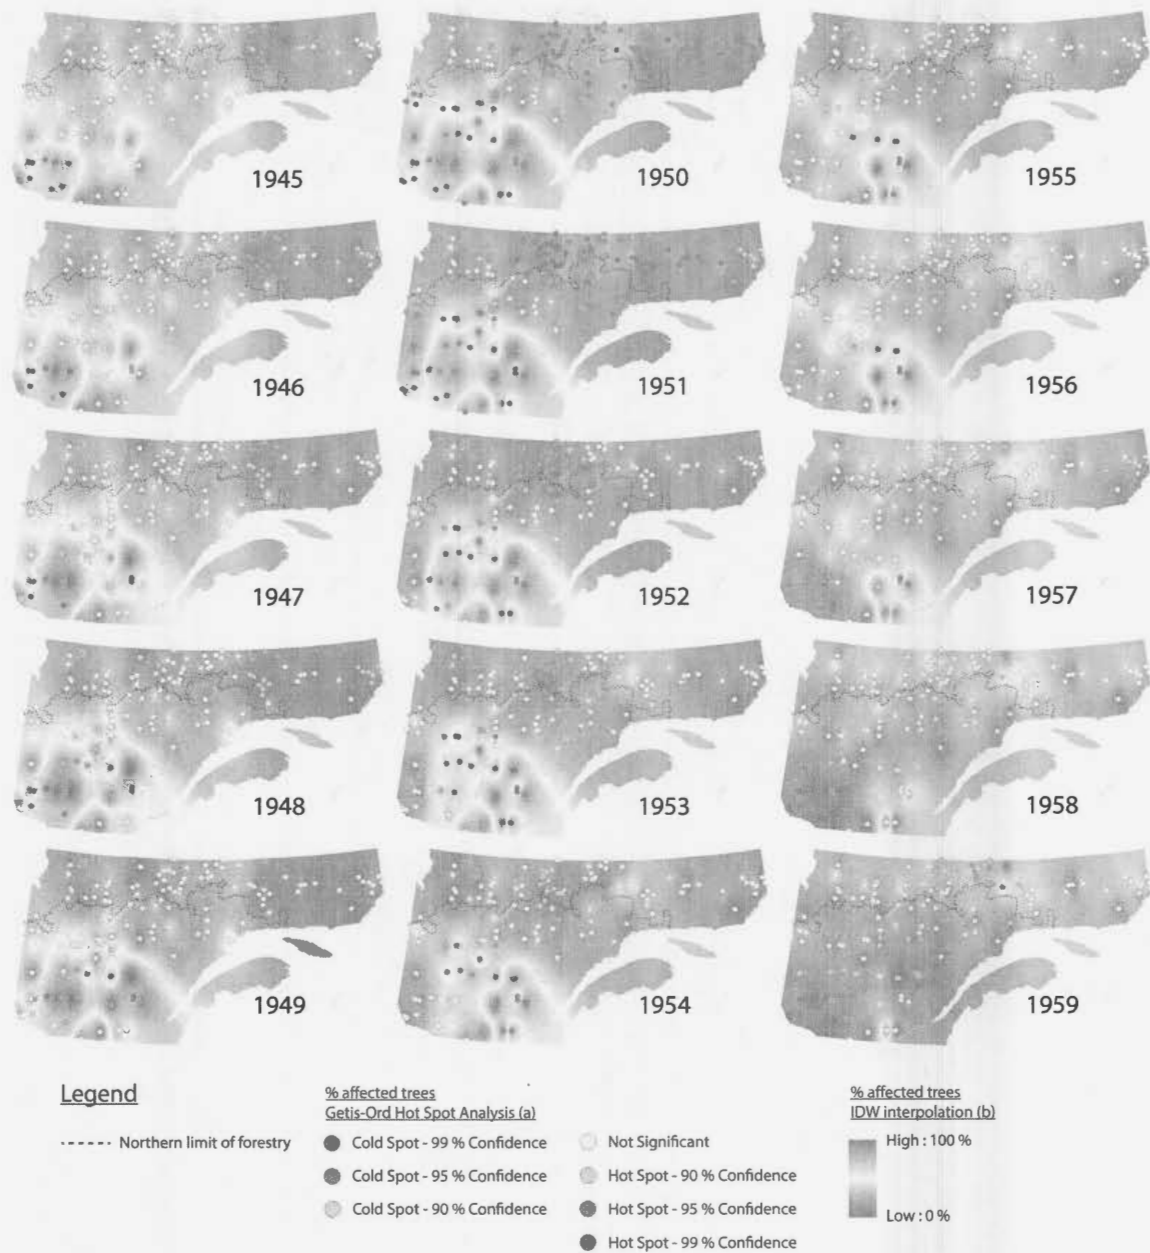 1945
1950
1955
1946
1951
1956
1947
1952
1957
1948
1953
1958
1949
1954
1959
Legend
Northern limit of forestry
% affected trees
Getis-Ord Hot Spot Analysis (a)
Cold Spot - 99 % Confidence
Cold Spot - 95 % Confidence
Cold Spot - 90 % Confidence
Not Significant
Hot Spot - 90 % Confidence
Hot Spot - 95 % Confidence
Hot Spot - 99 % Confidence
% affected trees
IDW interpolation (b)
High : 100 %
Low : 0 %